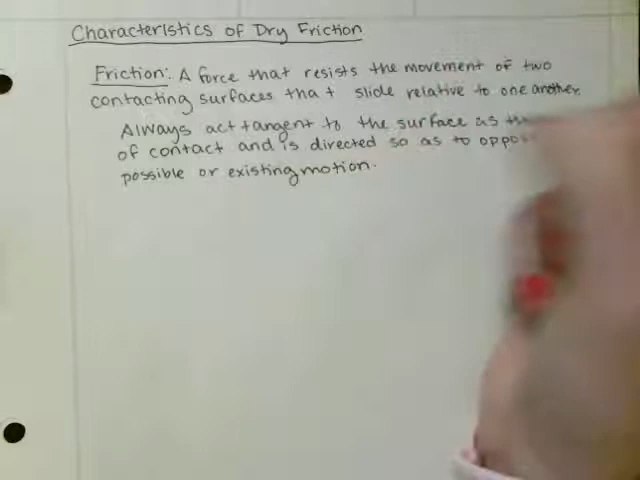 Characteristics of Dry Friction
Friction: A force that resists the movement of two
contacting surfaces that slide relative to one another.
Always act tangent to the surface as
of contact and is directed so as to
possible or existing motion.